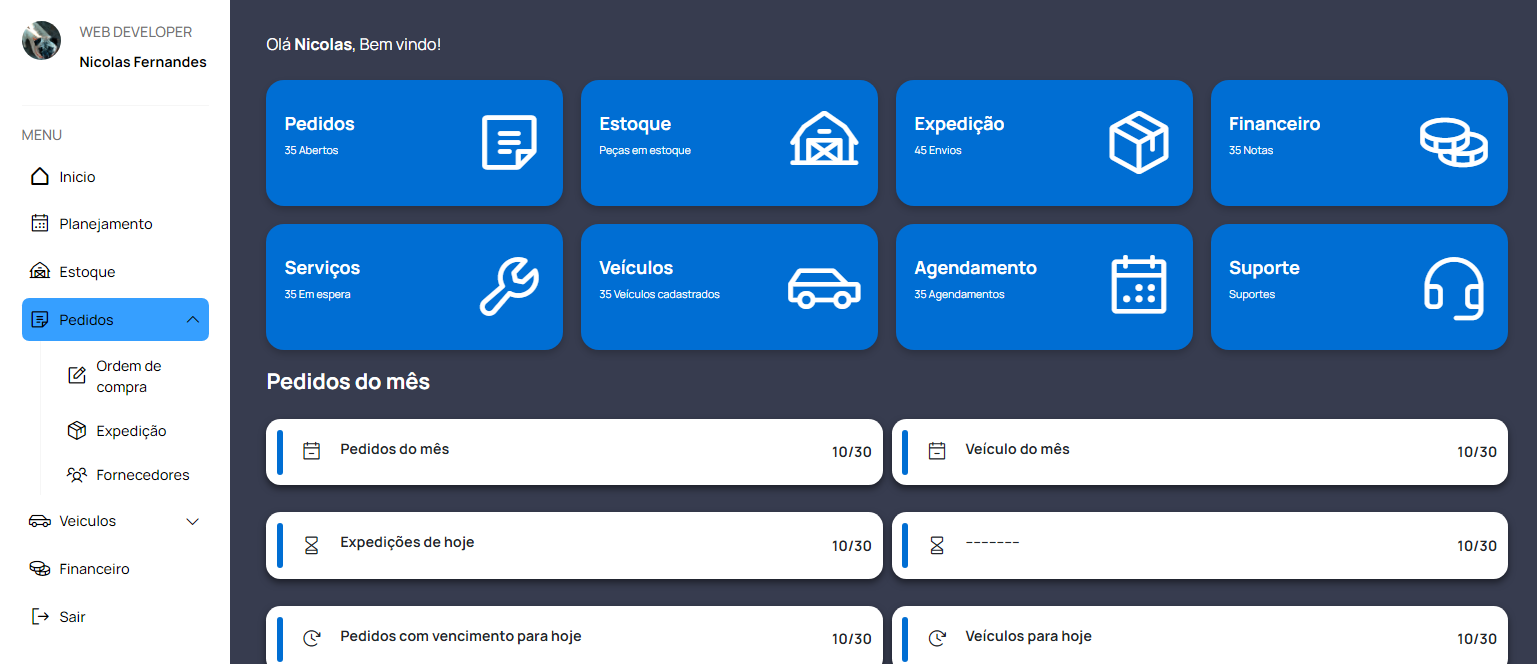 WEB DEVELOPER
Nicolas Fernandes
MENU
Inicio
Planejamento
Estoque
Pedidos
Ordem de
compra
Expedição
Fornecedores
Veiculos
Financeiro
Sair
Olá Nicolas, Bem vindo!
Pedidos
35 Abertos
Estoque
Peças em estoque
Expedição
45 Envios
Financeiro
35 Notas
Serviços
35 Em espera
Veículos
35 Veículos cadastrados
Agendamento
35 Agendamentos
Suporte
Suportes
Pedidos do mês
Pedidos do mês 10/30
Veículo do mês 10/30
Expedições de hoje 10/30
-------- 10/30
Pedidos com vencimento para hoje 10/30
Veículos para hoje 10/30